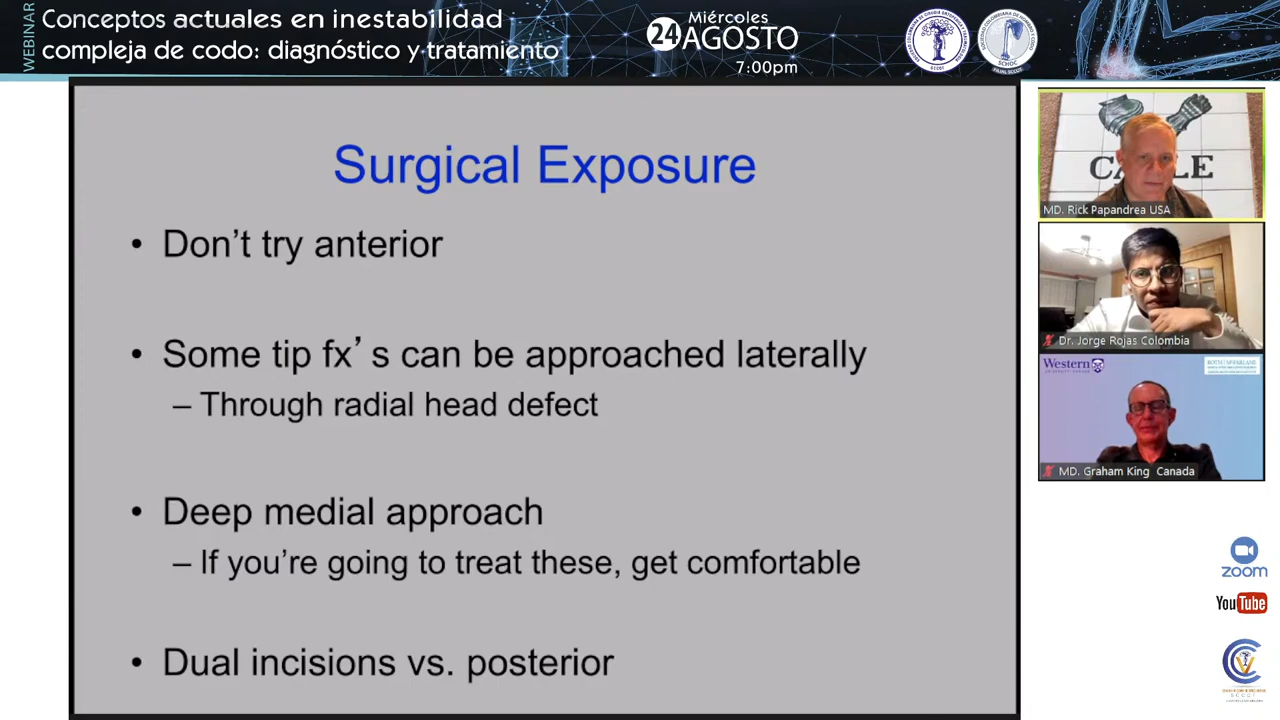 WEBINAR
Conceptos actuales en inestabilidad
compleja de codo: diagnóstico y tratamiento
Miércoles
24 AGOSTO
7:00pm
SCCOT
SCHOC
Surgical Exposure
• Don't try anterior
• Some tip fx's can be approached laterally
– Through radial head defect
• Deep medial approach
– If you're going to treat these, get comfortable
• Dual incisions vs. posterior
MD. Rick Papandrea USA
Dr. Jorge Rojas Colombia
Western
MD. Graham King Canada
zoom
YouTube